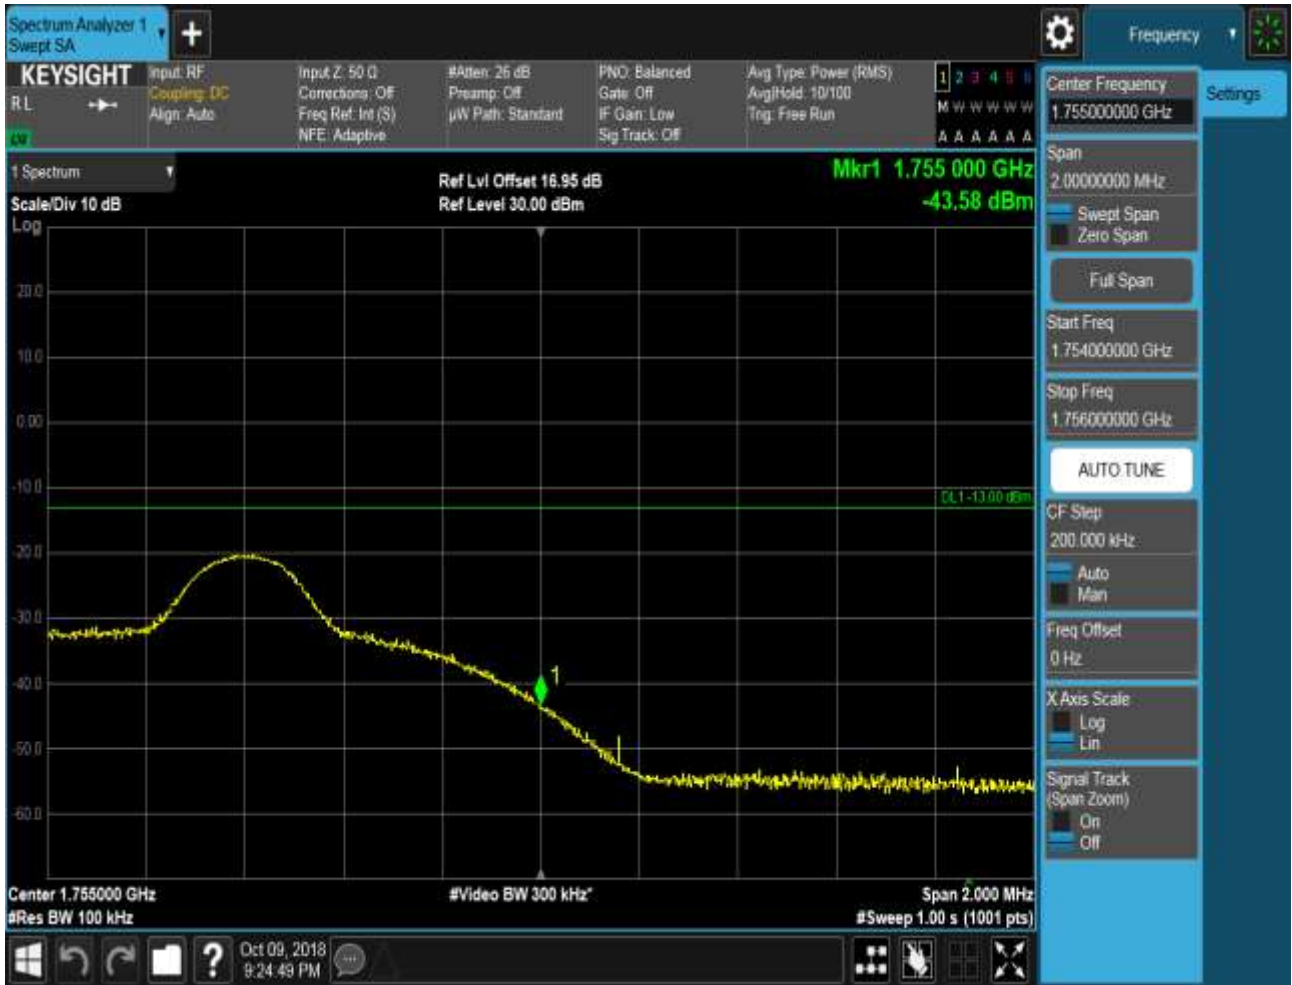 Spectrum Analyzer 1
Swept SA
+
Frequency
KEYSIGHT
RL
Input: RF
Coupling: DC
Align: Auto
Input Z: 50 Ω
Corrections: Off
Freq Ref: Int (S)
NFE: Adaptive
#Atten: 26 dB
Preamp: Off
µW Path: Standard
PNO: Balanced
Gate: Off
IF Gain: Low
Sig Track: Off
Avg Type: Power (RMS)
Avg|Hold: 10/100
Trig: Free Run
1 2 3 4 5 6
M W W W W W
A A A A A A
Center Frequency
1.755000000 GHz
Settings
Span
2.00000000 MHz
Swept Span
Zero Span
Full Span
Start Freq
1.754000000 GHz
Stop Freq
1.756000000 GHz
AUTO TUNE
CF Step
200.000 kHz
Auto
Man
Freq Offset
0 Hz
X Axis Scale
Log
Lin
Signal Track
(Span Zoom)
On
Off
1 Spectrum
Scale/Div 10 dB
Log
Ref Lvl Offset 16.95 dB
Ref Level 30.00 dBm
Mkr1 1.755 000 GHz
-43.58 dBm
20.0
10.0
0.00
-10.0
DL1 -13.00 dBm
-20.0
-30.0
-40.0
1
-50.0
-60.0
Center 1.755000 GHz
#Video BW 300 kHz*
Span 2.000 MHz
#Res BW 100 kHz
#Sweep 1.00 s (1001 pts)
?
Oct 09, 2018
9:24:49 PM